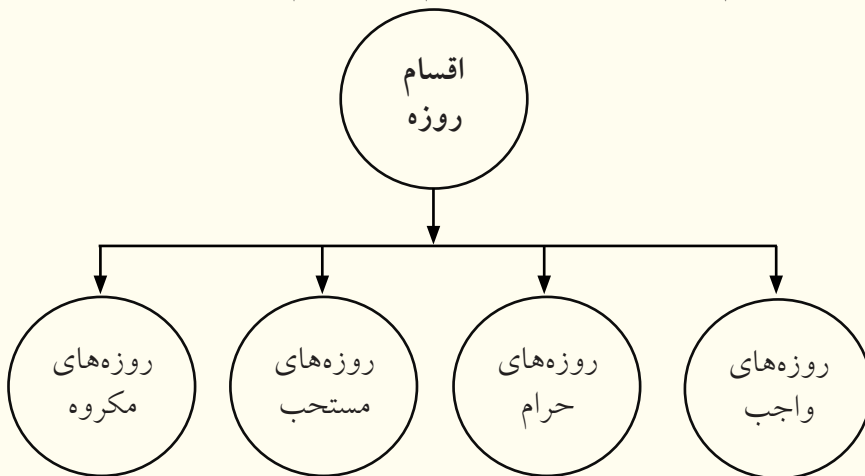 اقسام
روزه
روزه‌های
واجب
روزه‌های
حرام
روزه‌های
مستحب
روزه‌های
مکروه